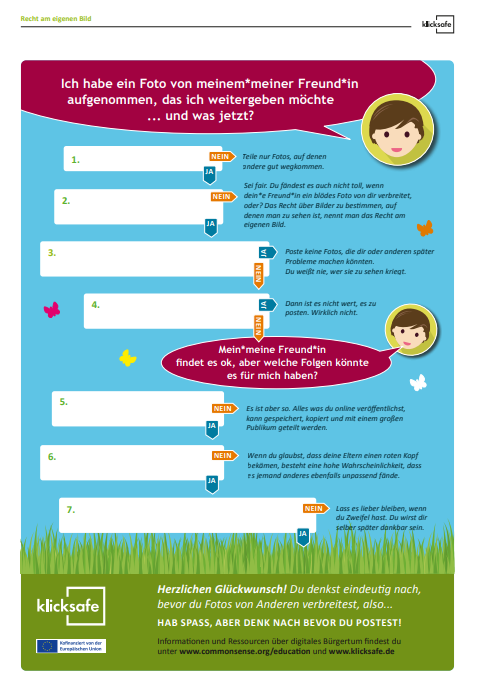 Recht am eigenen Bild
klicksafe
Ich habe ein Foto von meinem*meiner Freund*in
aufgenommen, das ich weitergeben möchte
... und was jetzt?
1.
NEIN
JA
Teile nur Fotos, auf denen
andere gut wegkommen.
2.
NEIN
JA
Sei fair. Du fändest es auch nicht toll, wenn
dein*e Freund*in ein blödes Foto von dir verbreitet,
oder? Das Recht über Bilder zu bestimmen, auf
denen man zu sehen ist, nennt man das Recht am
eigenen Bild.
3.
JA
NEIN
Poste keine Fotos, die dir oder anderen später
Probleme machen könnten.
Du weißt nie, wer sie zu sehen kriegt.
4.
JA
NEIN
Dann ist es nicht wert, es zu
posten. Wirklich nicht.
Mein*meine Freund*in
findet es ok, aber welche Folgen könnte
es für mich haben?
5.
NEIN
JA
Es ist aber so. Alles was du online veröffentlichst,
kann gespeichert, kopiert und mit einem großen
Publikum geteilt werden.
6.
NEIN
JA
Wenn du glaubst, dass deine Eltern einen roten Kopf
bekämen, besteht eine hohe Wahrscheinlichkeit, dass
es jemand anderes ebenfalls unpassend fände.
7.
NEIN
JA
Lass es lieber bleiben, wenn
du Zweifel hast. Du wirst dir
selber später dankbar sein.
klicksafe
Kofinanziert von der
Europäischen Union
Herzlichen Glückwunsch! Du denkst eindeutig nach,
bevor du Fotos von Anderen verbreitest, also...
HAB SPASS, ABER DENK NACH BEVOR DU POSTEST!
Informationen und Ressourcen über digitales Bürgertum findest du
unter www.commonsense.org/education und www.klicksafe.de